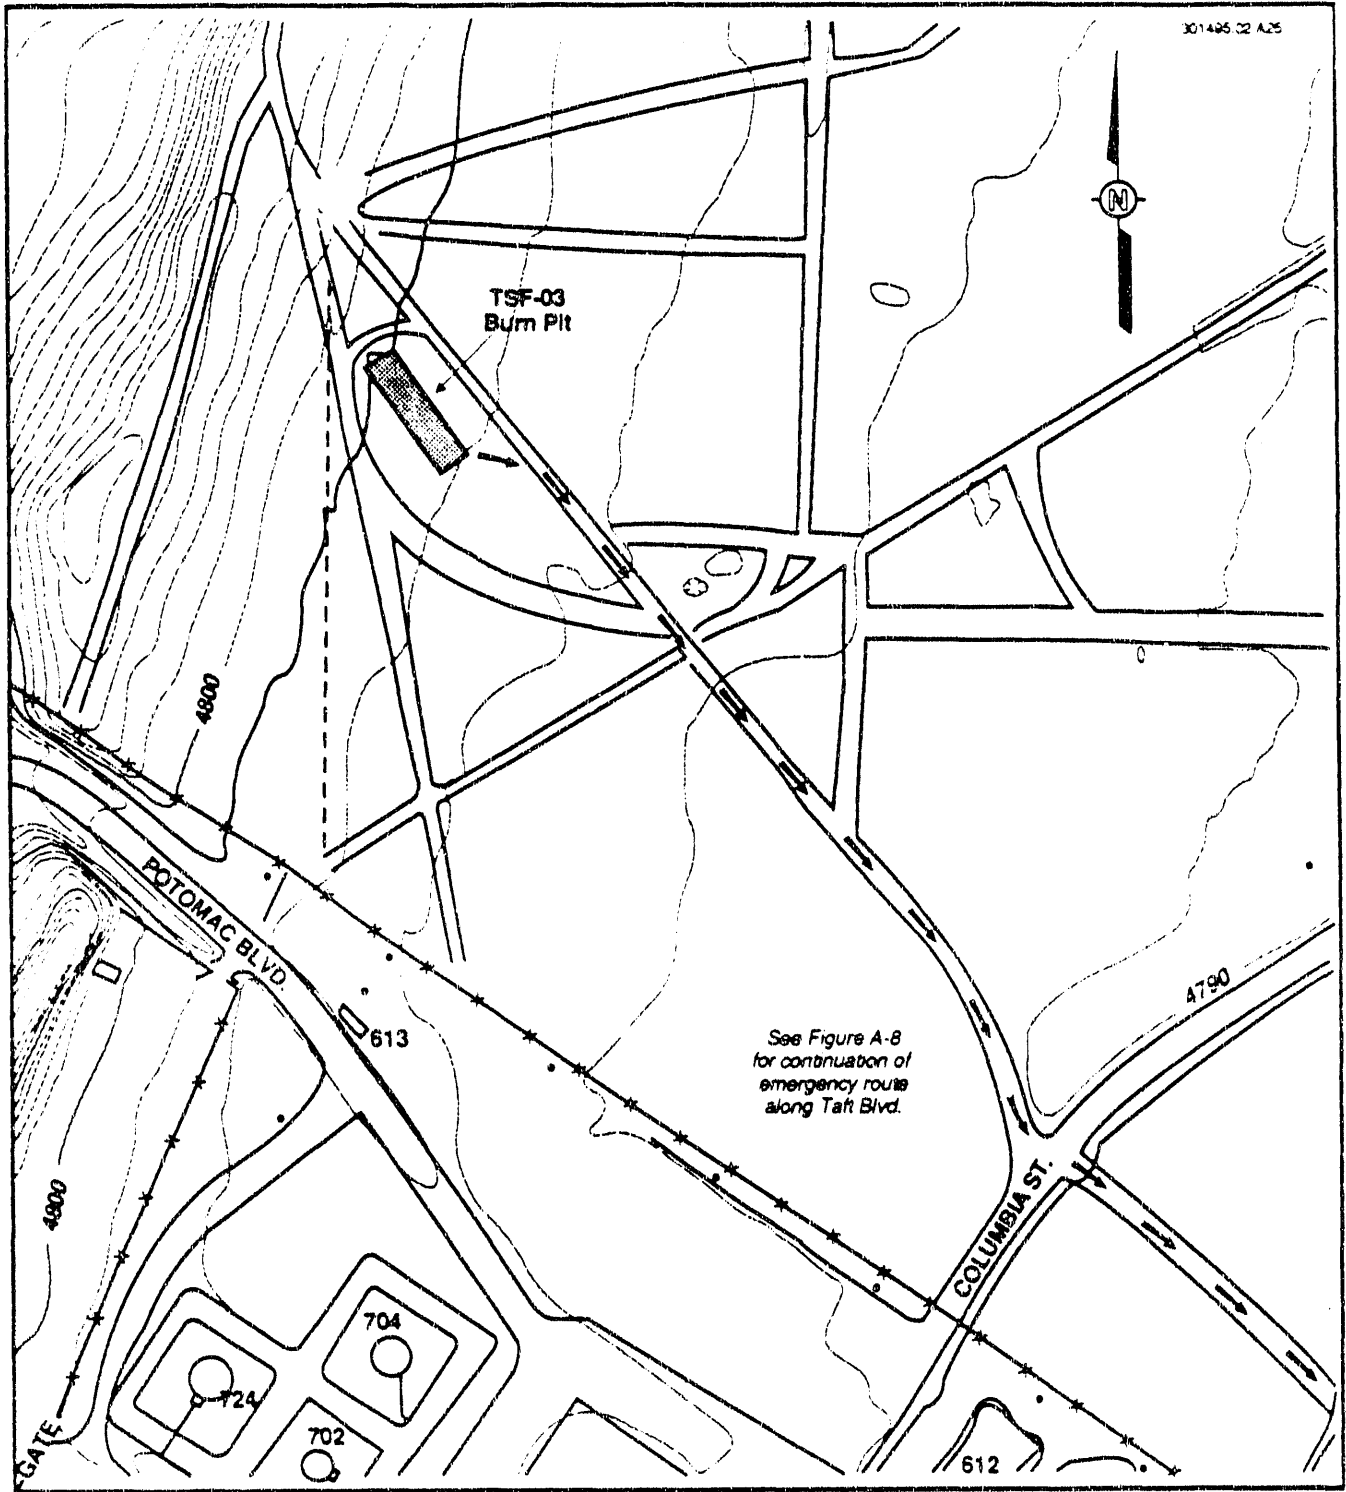 301495.02 A25
N
TSF-03
Burn Pit
4800
POTOMAC BLVD.
613
4790
See Figure A-8
for continuation of
emergency route
along Taft Blvd.
COLUMBIA ST.
4800
704
724
702
GATE
612